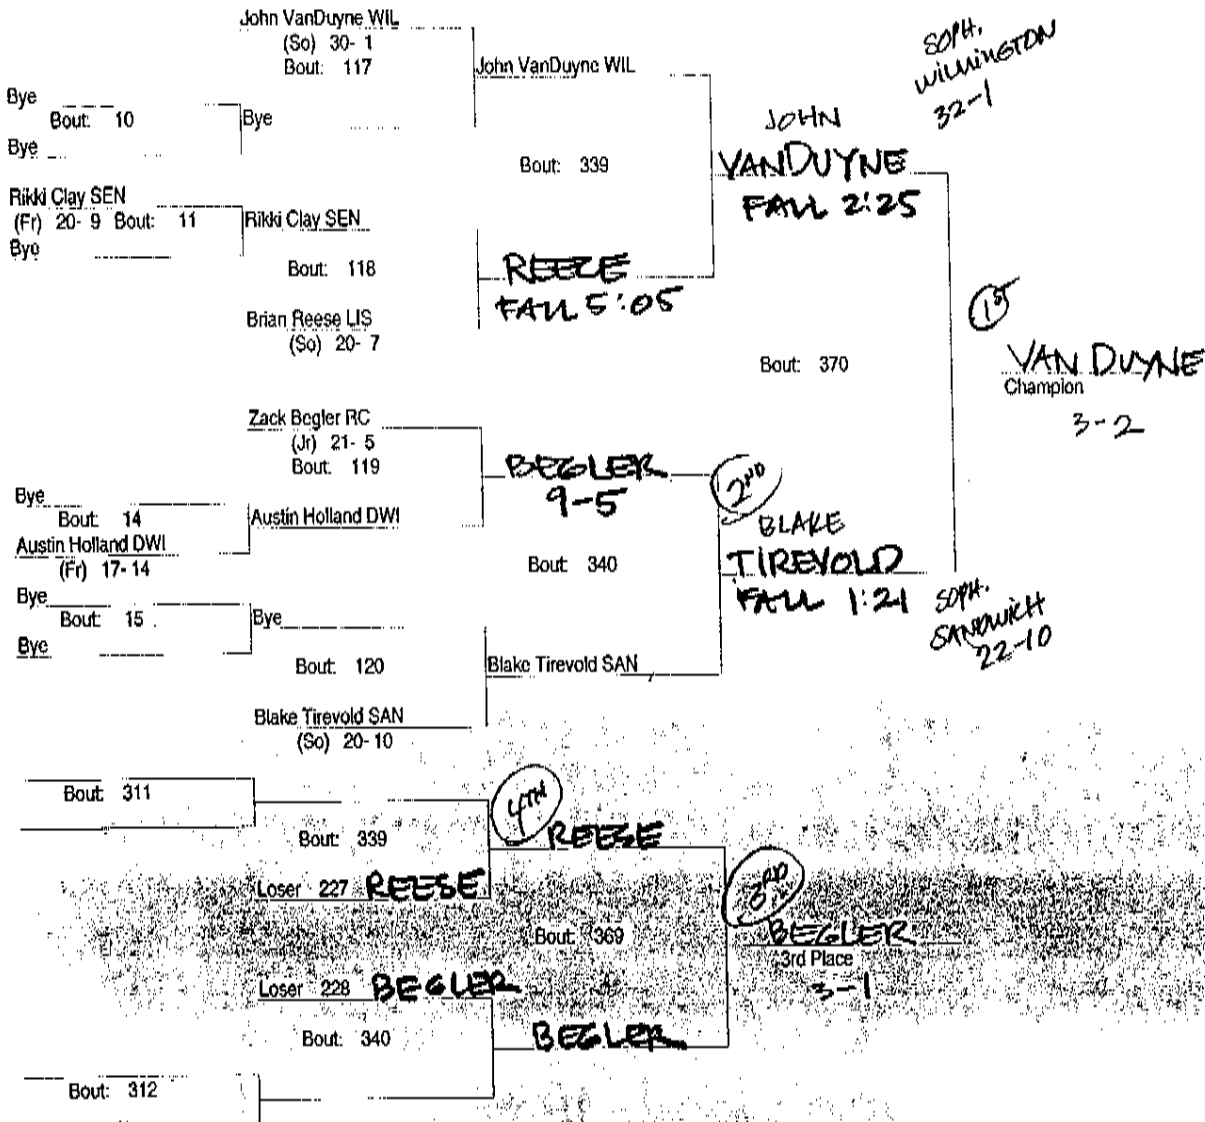 John VanDuyne WIL
(So) 30- 1
Bout: 117
John VanDuyne WIL
SOPH.
WILMINGTON
32-1
Bye
Bout: 10
Bye
Bye
JOHN
VANDUYNE
FALL 2:25
Bout: 339
Rikki Clay SEN
(Fr) 20- 9 Bout: 11
Bye
Rikki Clay SEN
Bout: 118
REEZE
FALL 5:05
Brian Reese LIS
(So) 20- 7
1ST
VAN DUYNE
Champion
3-2
Bout: 370
Zack Begler RC
(Jr) 21- 5
Bout: 119
BEGLER
9-5
2ND
Bye
Bout: 14
Austin Holland DWI
(Fr) 17-14
Austin Holland DWI
BLAKE
TIREVOLD
FALL 1:21
Bout: 340
SOPH.
SANDWICH
22-10
Bye
Bout: 15
Bye
Bye
Bout: 120
Blake Tirevold SAN
Blake Tirevold SAN
(So) 20-10
Bout: 311
4TH
Bout: 339
REESE
Loser 227 REESE
3RD
Bout: 369
BEGLER
3rd Place
3-1
Loser 228 BEGLER
Bout: 340
BEGLER
Bout: 312